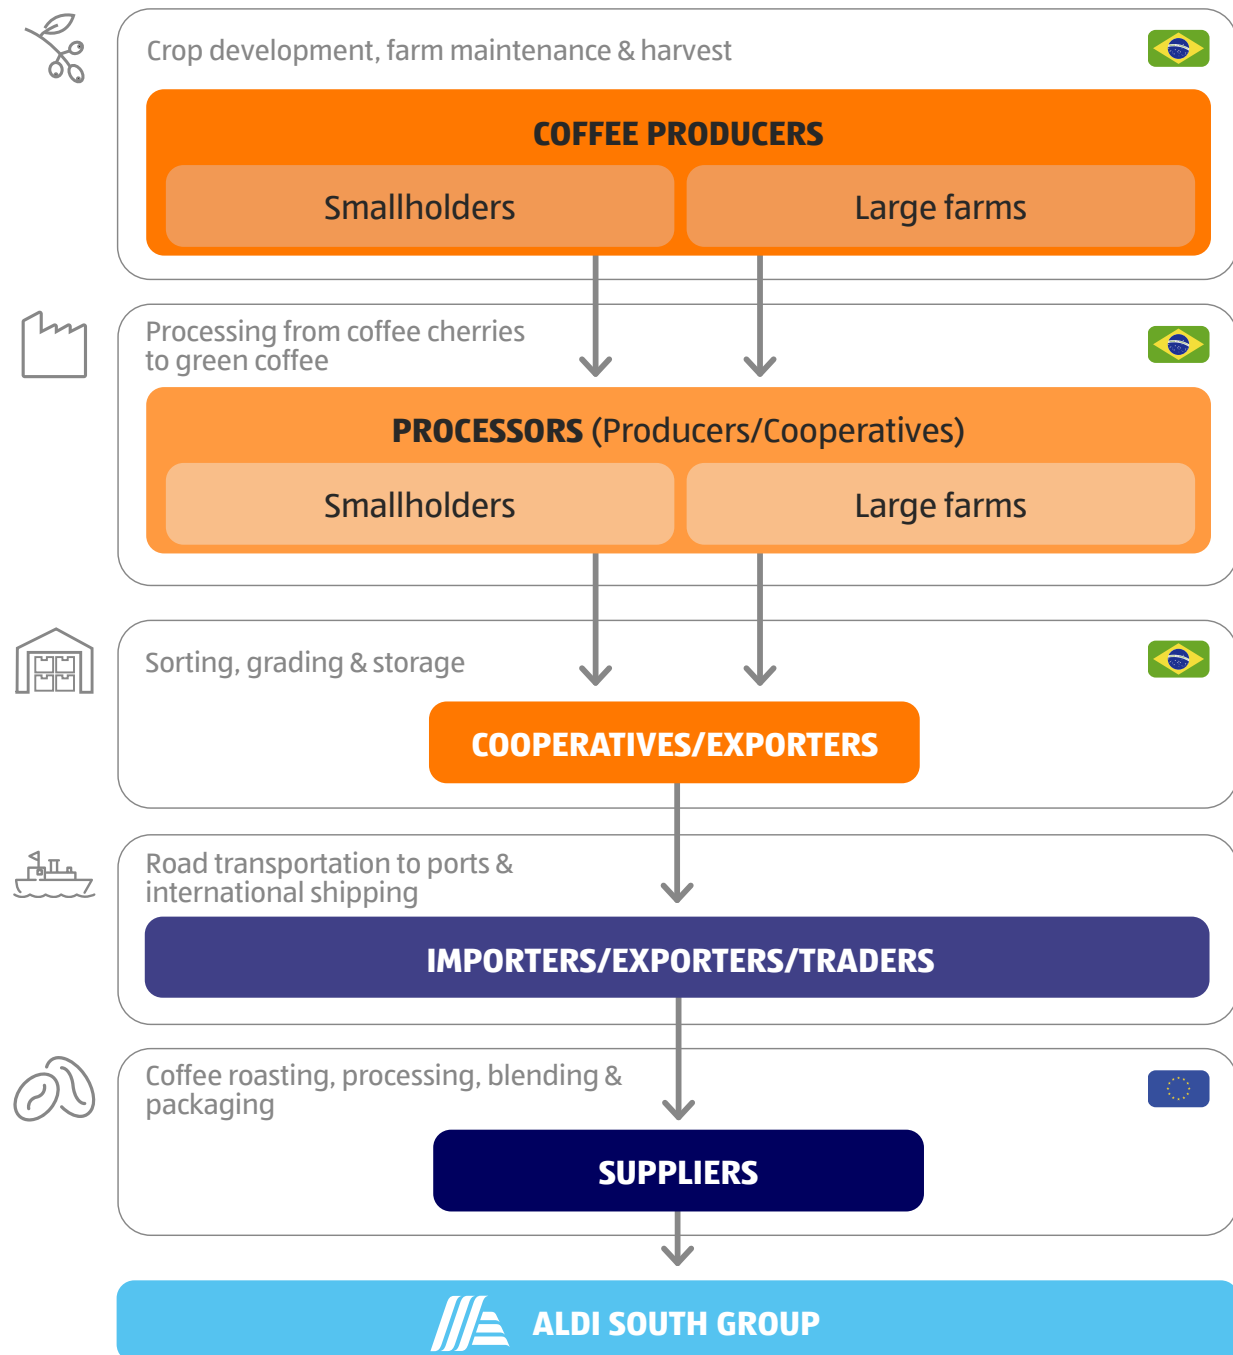 Crop development, farm maintenance & harvest
COFFEE PRODUCERS
Smallholders
Large farms
Processing from coffee cherries
to green coffee
PROCESSORS (Producers/Cooperatives)
Smallholders
Large farms
Sorting, grading & storage
COOPERATIVES/EXPORTERS
Road transportation to ports &
international shipping
IMPORTERS/EXPORTERS/TRADERS
Coffee roasting, processing, blending &
packaging
SUPPLIERS
ALDI SOUTH GROUP